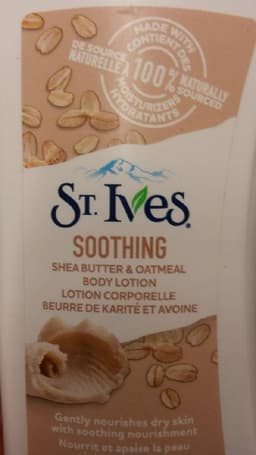 MADE WITH
CONTIENT DES
DE SOURCE
NATURELLE
100%
NATURALLY
SOURCED
MOISTURIZERS
HYDRATANTS
ST. IVES
SOOTHING
SHEA BUTTER & OATMEAL
BODY LOTION
LOTION CORPORELLE
BEURRE DE KARITÉ ET AVOINE
Gently nourishes dry skin
with soothing nourishment
Nourrit et apaise la peau